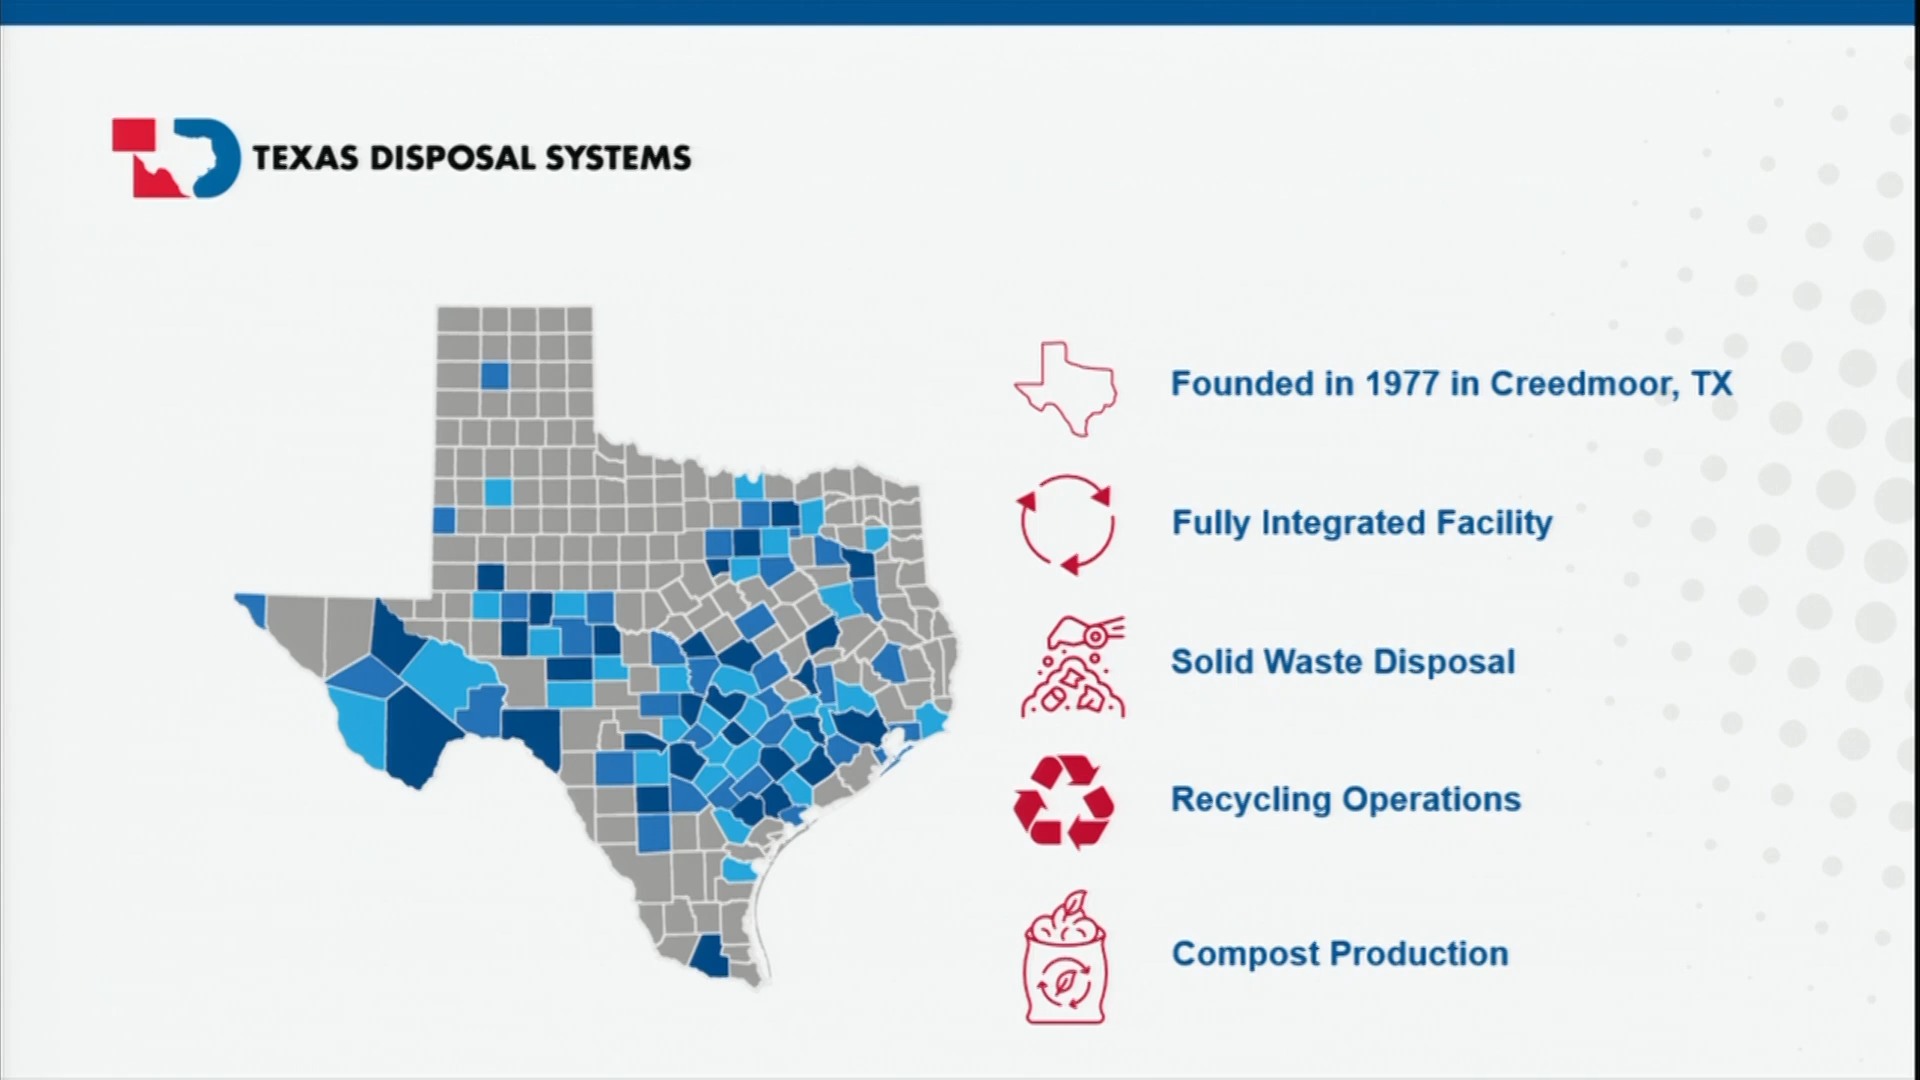 TEXAS DISPOSAL SYSTEMS
Founded in 1977 in Creedmoor, TX
Fully Integrated Facility
Solid Waste Disposal
Recycling Operations
Compost Production